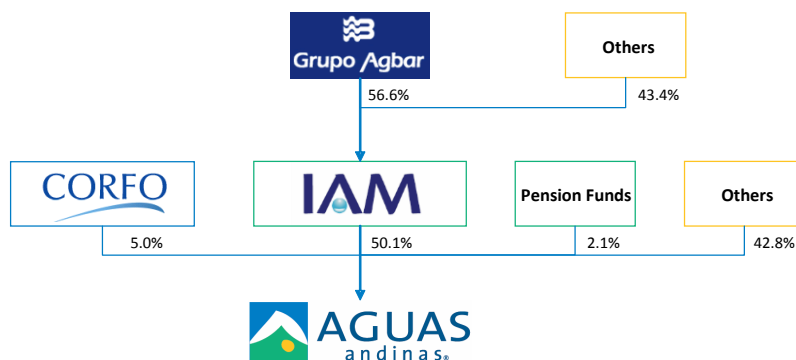 Grupo Agbar
Others
56.6%
43.4%
CORFO
IAM
Pension Funds
Others
5.0%
50.1%
2.1%
42.8%
AGUAS
andinas®